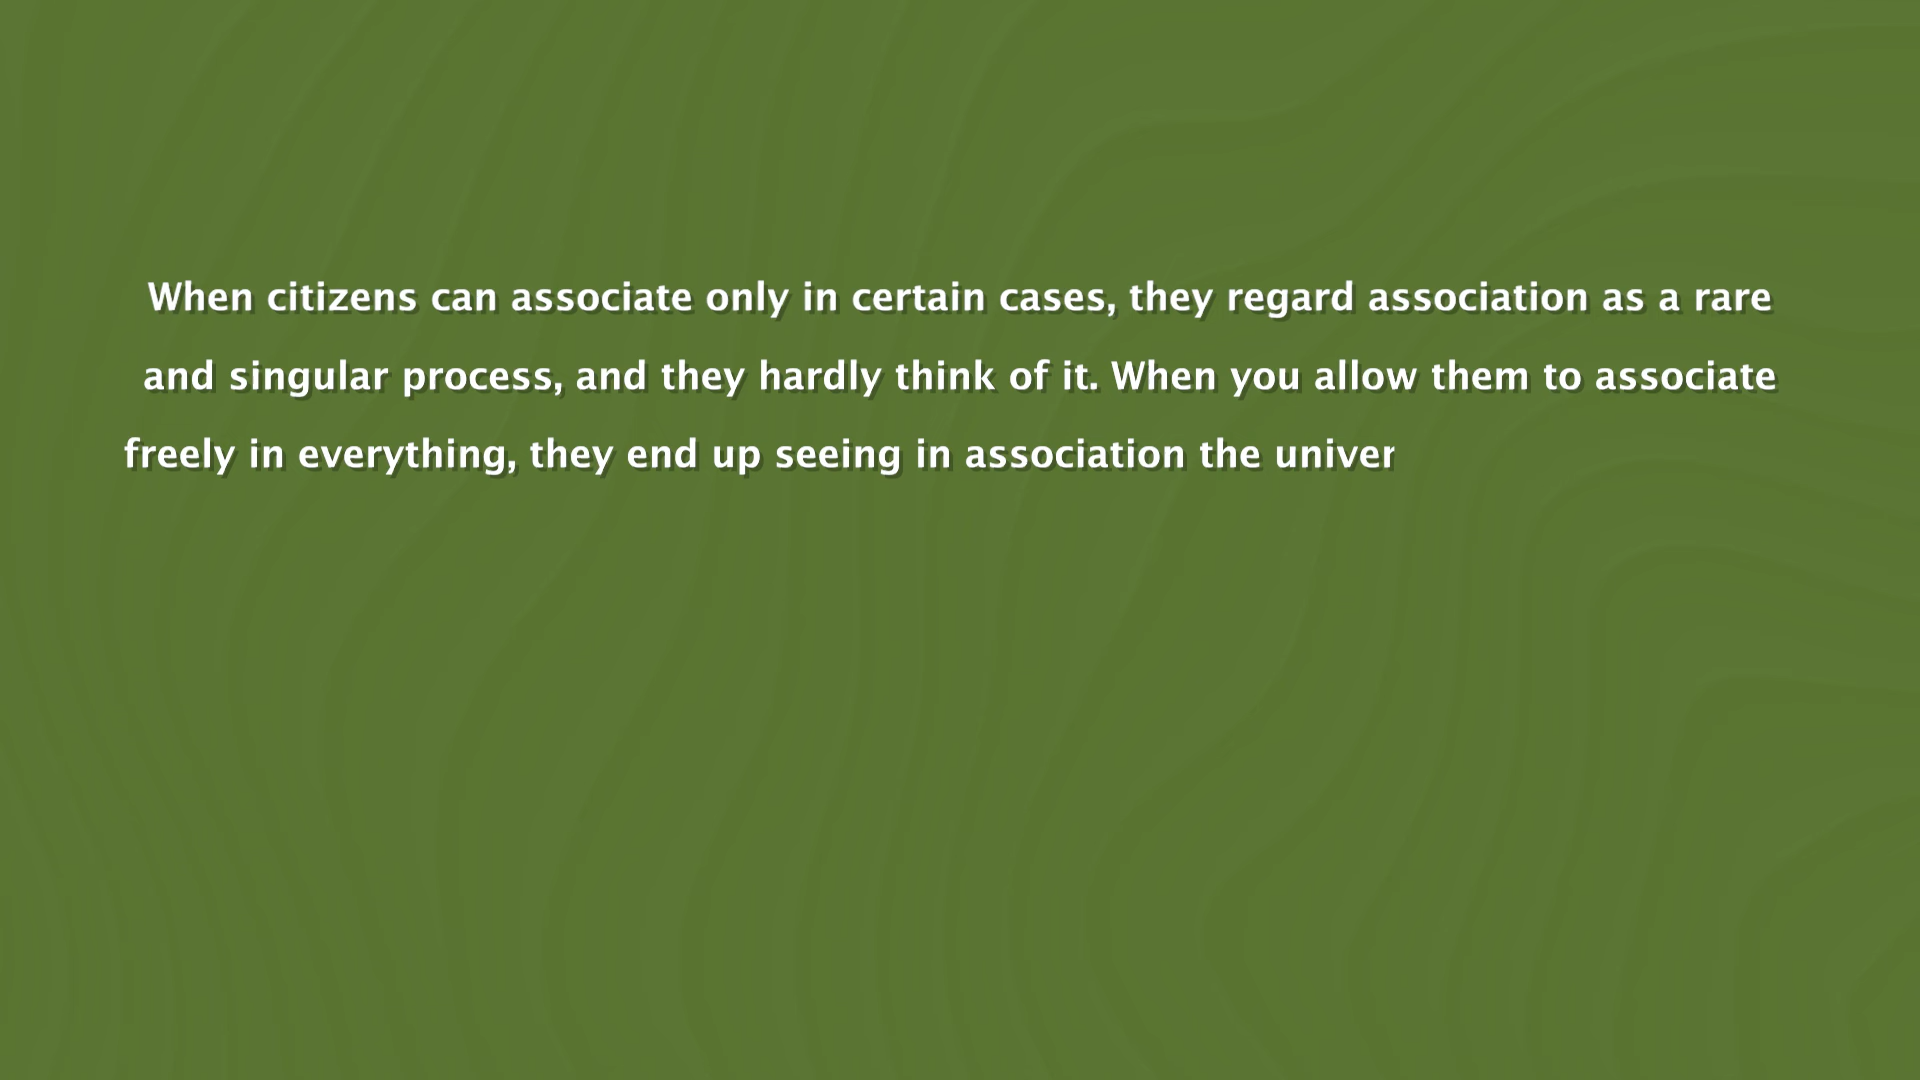 When citizens can associate only in certain cases, they regard association as a rare
and singular process, and they hardly think of it. When you allow them to associate
freely in everything, they end up seeing in association the univer